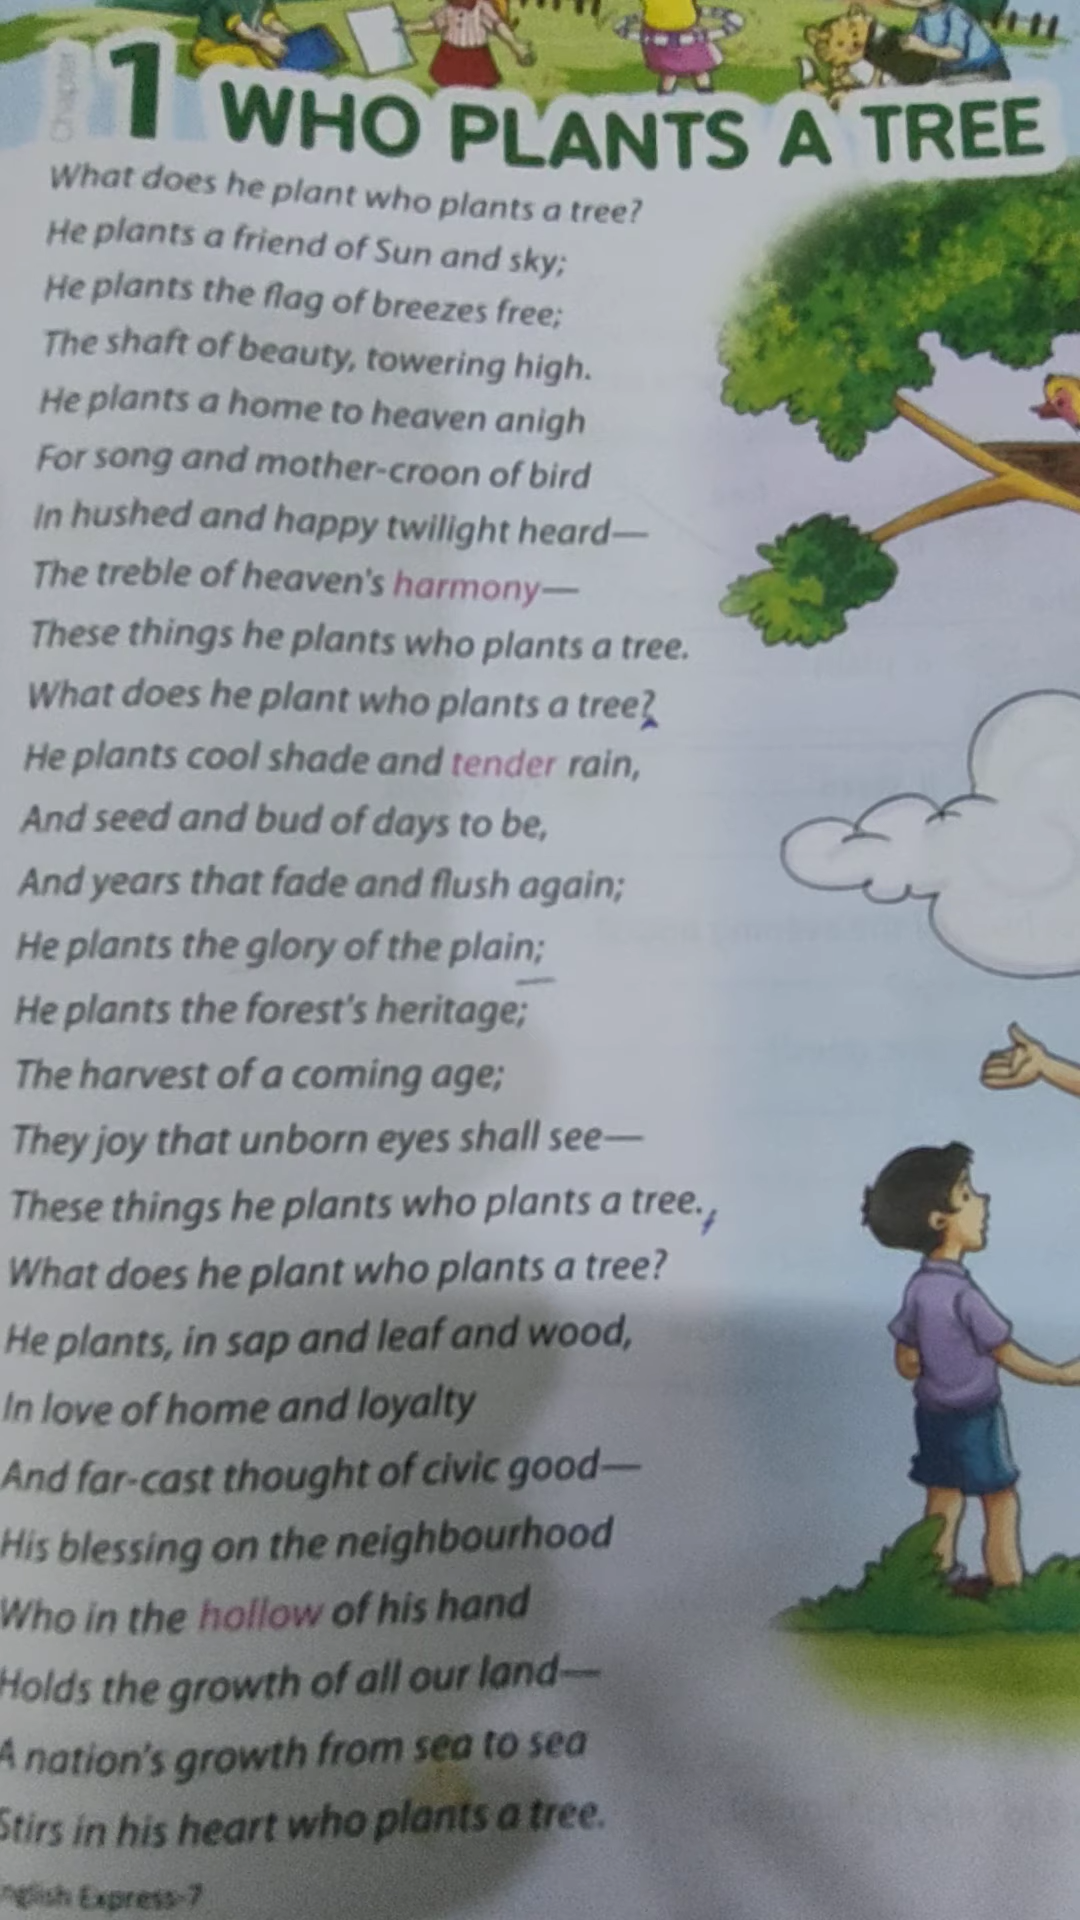 Chapter
1 WHO PLANTS A TREE
What does he plant who plants a tree?
He plants a friend of Sun and sky;
He plants the flag of breezes free;
The shaft of beauty, towering high.
He plants a home to heaven anigh
For song and mother-croon of bird
In hushed and happy twilight heard—
The treble of heaven's harmony—
These things he plants who plants a tree.
What does he plant who plants a tree?
He plants cool shade and tender rain,
And seed and bud of days to be,
And years that fade and flush again;
He plants the glory of the plain;
He plants the forest's heritage;
The harvest of a coming age;
They joy that unborn eyes shall see—
These things he plants who plants a tree.
What does he plant who plants a tree?
He plants, in sap and leaf and wood,
In love of home and loyalty
And far-cast thought of civic good—
His blessing on the neighbourhood
Who in the hollow of his hand
Holds the growth of all our land—
A nation's growth from sea to sea
Stirs in his heart who plants a tree.
nglish Express-7